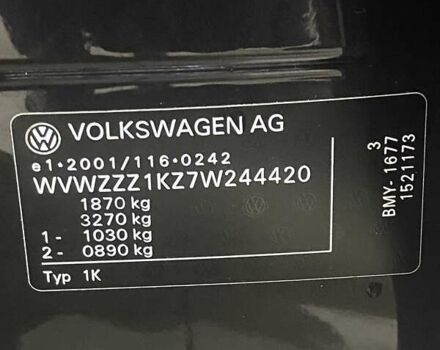 VOLKSWAGEN AG
e1*2001/116*0242
WVWZZZ1KZ7W244420
1870 kg
3270 kg
1 - 1030 kg
2 - 0890 kg
Typ 1K
3
BMY-1677
1521173